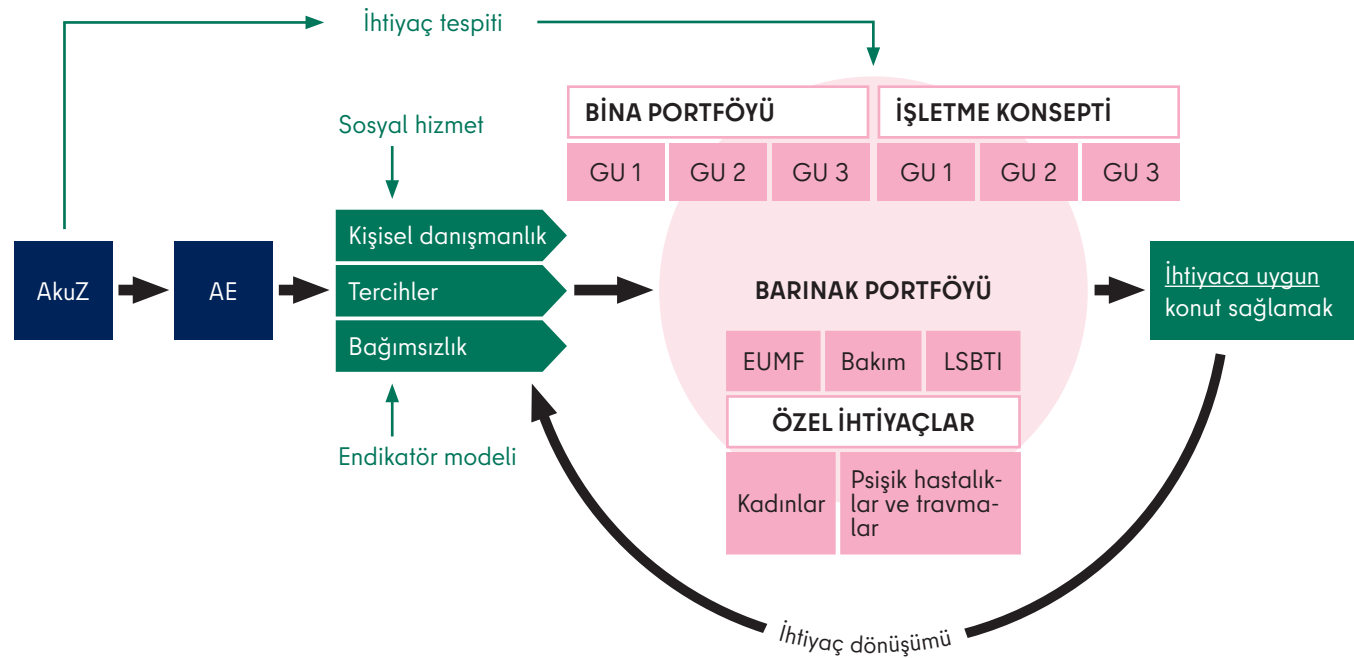 İhtiyaç tespiti
BİNA PORTFÖYÜ
İŞLETME KONSEPTİ
GU 1
GU 2
GU 3
GU 1
GU 2
GU 3
Sosyal hizmet
AkuZ
AE
Kişisel danışmanlık
Tercihler
Bağımsızlık
Endikatör modeli
BARINAK PORTFÖYÜ
EUMF
Bakım
LSBTI
ÖZEL İHTİYAÇLAR
Kadınlar
Psişik hastalık-
lar ve travma-
lar
İhtiyaca uygun
konut sağlamak
İhtiyaç dönüşümü